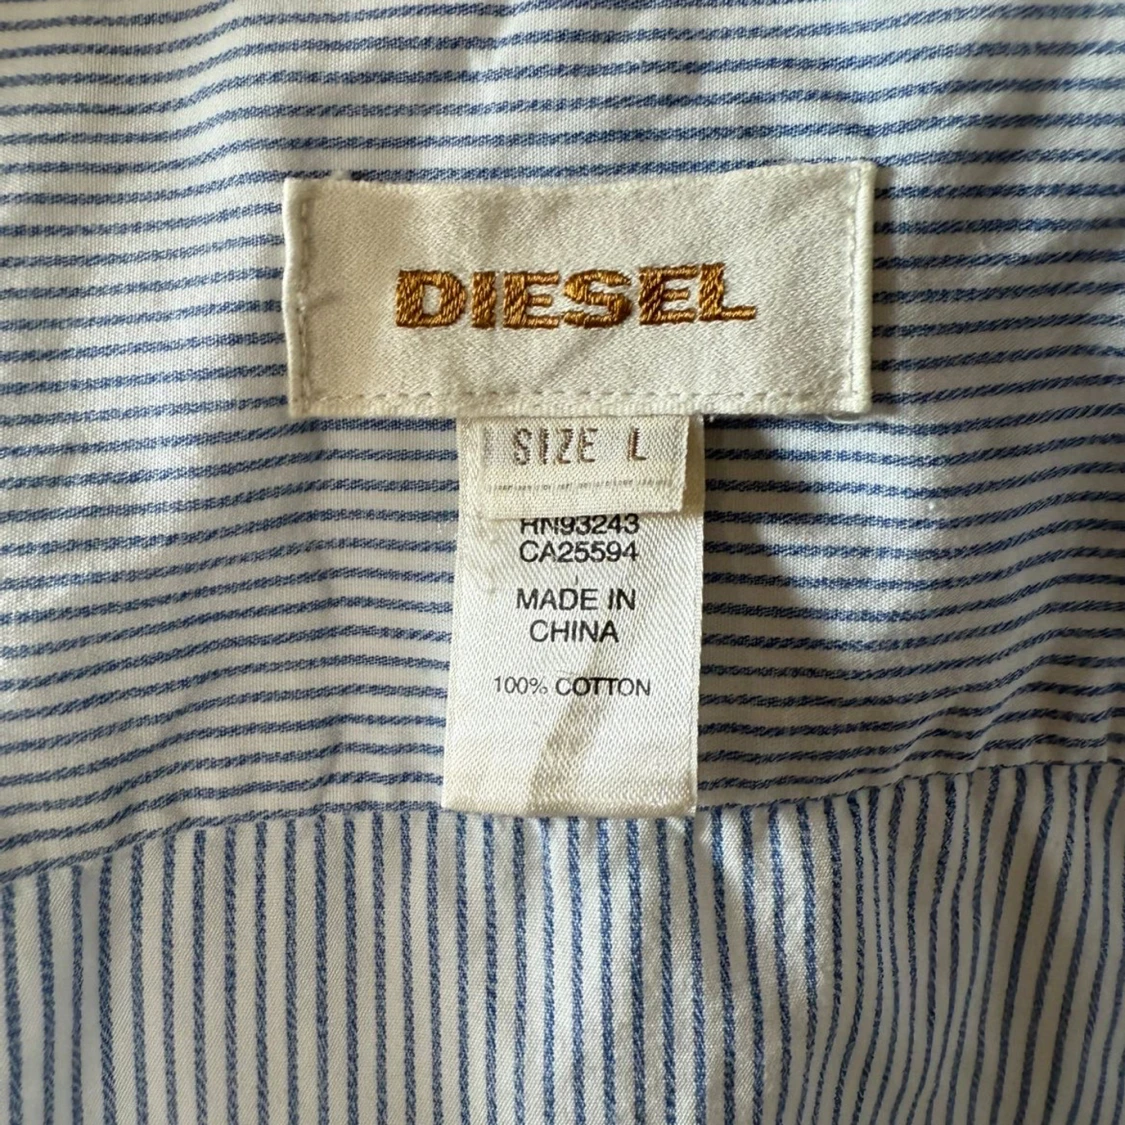 DIESEL
SIZE L
RN93243
CA25594
MADE IN
CHINA
100% COTTON